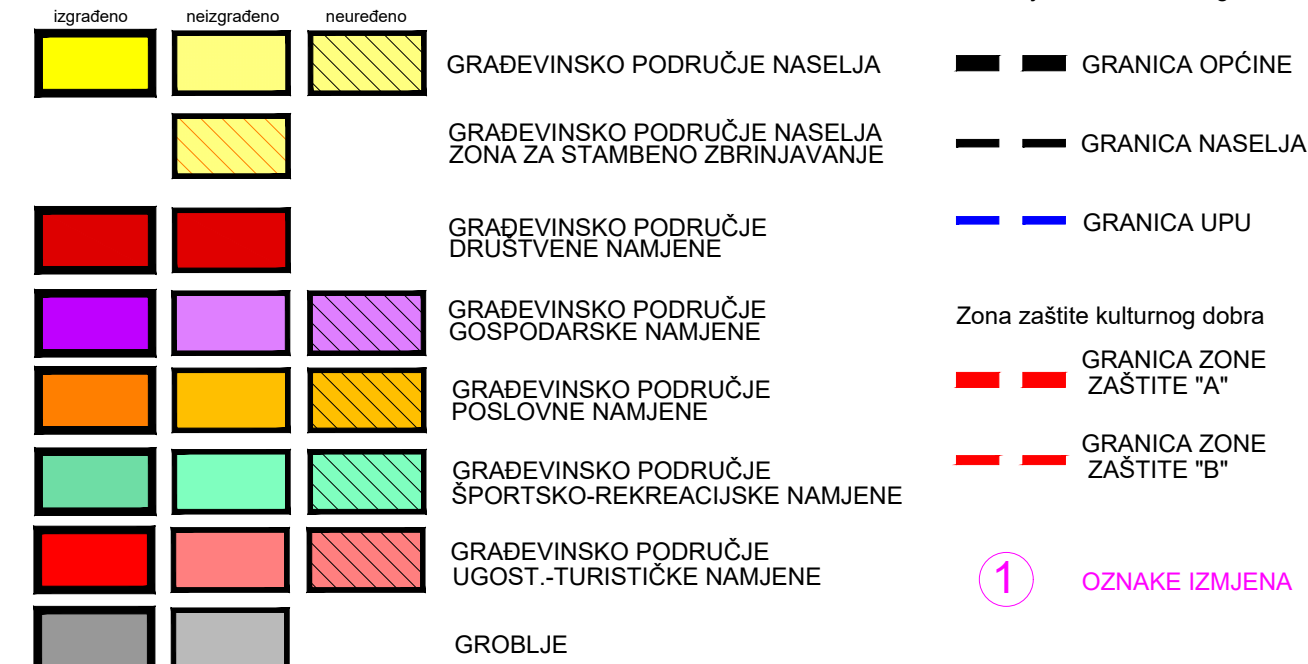 izgrađeno
neizgrađeno
neuređeno
GRAĐEVINSKO PODRUČJE NASELJA
GRAĐEVINSKO PODRUČJE NASELJA
ZONA ZA STAMBENO ZBRINJAVANJE
GRAĐEVINSKO PODRUČJE
DRUŠTVENE NAMJENE
GRAĐEVINSKO PODRUČJE
GOSPODARSKE NAMJENE
GRAĐEVINSKO PODRUČJE
POSLOVNE NAMJENE
GRAĐEVINSKO PODRUČJE
ŠPORTSKO-REKREACIJSKE NAMJENE
GRAĐEVINSKO PODRUČJE
UGOST.-TURISTIČKE NAMJENE
GROBLJE
GRANICA OPĆINE
GRANICA NASELJA
GRANICA UPU
Zona zaštite kulturnog dobra
GRANICA ZONE
ZAŠTITE "A"
GRANICA ZONE
ZAŠTITE "B"
1 OZNAKE IZMJENA